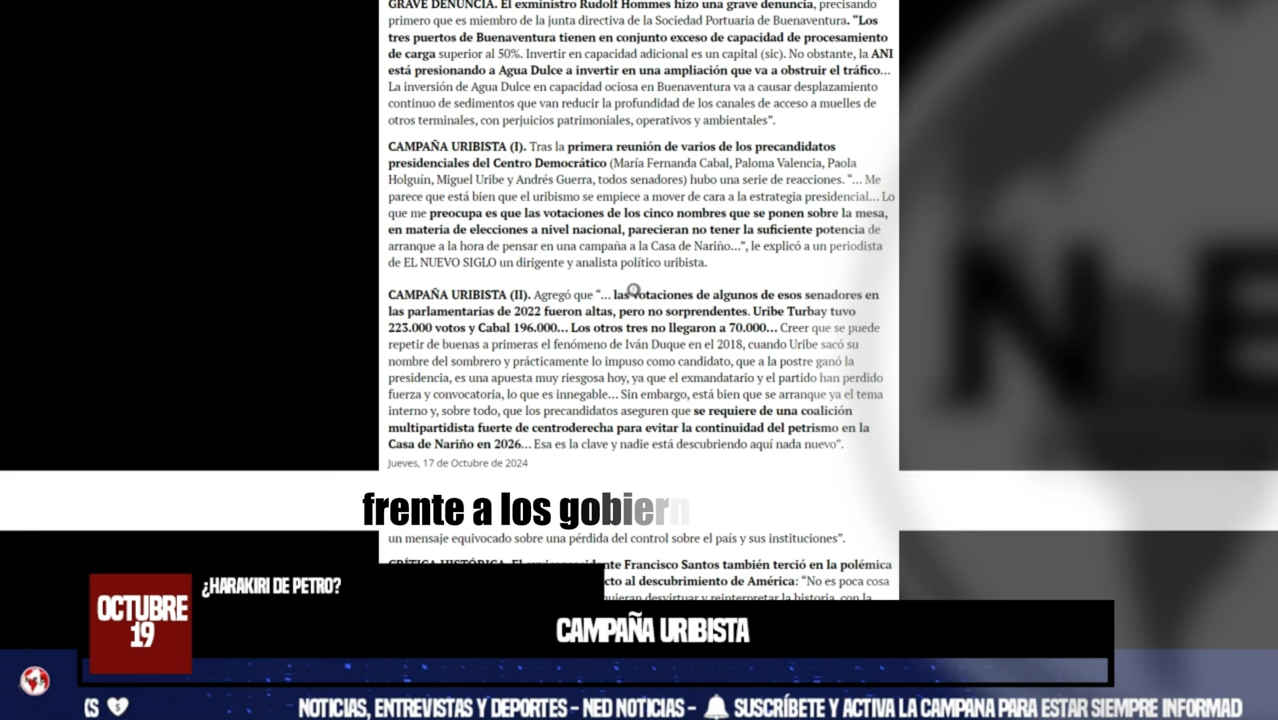 GRAVE DENUNCIA. El exministro Rudolf Hommes hizo una grave denuncia, precisando
primero que es miembro de la junta directiva de la Sociedad Portuaria de Buenaventura. “Los
tres puertos de Buenaventura tienen en conjunto exceso de capacidad de procesamiento
de carga superior al 50%. Invertir en capacidad adicional es un capital (sic). No obstante, la ANI
está presionando a Agua Dulce a invertir en una ampliación que va a obstruir el tráfico…
La inversión de Agua Dulce en capacidad ociosa en Buenaventura va a causar desplazamiento
continuo de sedimentos que van reducir la profundidad de los canales de acceso a muelles de
otros terminales, con perjuicios patrimoniales, operativos y ambientales”.
CAMPAÑA URIBISTA (I). Tras la primera reunión de varios de los precandidatos
presidenciales del Centro Democrático (María Fernanda Cabal, Paloma Valencia, Paola
Holguín, Miguel Uribe y Andrés Guerra, todos senadores) hubo una serie de reacciones. “… Me
parece que está bien que el uribismo se empiece a mover de cara a la estrategia presidencial… Lo
que me preocupa es que las votaciones de los cinco nombres que se ponen sobre la mesa,
en materia de elecciones a nivel nacional, parecieran no tener la suficiente potencia de
arranque a la hora de pensar en una campaña a la Casa de Nariño…”, le explicó a un periodista
de EL NUEVO SIGLO un dirigente y analista político uribista.
CAMPAÑA URIBISTA (II). Agregó que “… las votaciones de algunos de esos senadores en
las parlamentarias de 2022 fueron altas, pero no sorprendentes. Uribe Turbay tuvo
223.000 votos y Cabal 196.000… Los otros tres no llegaron a 70.000… Creer que se puede
repetir de buenas a primeras el fenómeno de Iván Duque en el 2018, cuando Uribe sacó su
nombre del sombrero y prácticamente lo impuso como candidato, que a la postre ganó la
presidencia, es una apuesta muy riesgosa hoy, ya que el exmandatario y el partido han perdido
fuerza y convocatoria, lo que es innegable… Sin embargo, está bien que se arranque ya el tema
interno y, sobre todo, que los precandidatos aseguren que se requiere de una coalición
multipartidista fuerte de centroderecha para evitar la continuidad del petrismo en la
Casa de Nariño en 2026… Esa es la clave y nadie está descubriendo aquí nada nuevo”.
Jueves, 17 de Octubre de 2024
NE
frente a los gobiern
un mensaje equivocado sobre una pérdida del control sobre el país y sus instituciones”.
nte Francisco Santos también terció en la polémica
cto al descubrimiento de América: “No es poca cosa
¿HARAKIRI DE PETRO?
OCTUBRE
19
CAMPAÑA URIBISTA
CS NOTICIAS, ENTREVISTAS Y DEPORTES - NED NOTICIAS - SUSCRÍBETE Y ACTIVA LA CAMPANA PARA ESTAR SIEMPRE INFORMAD